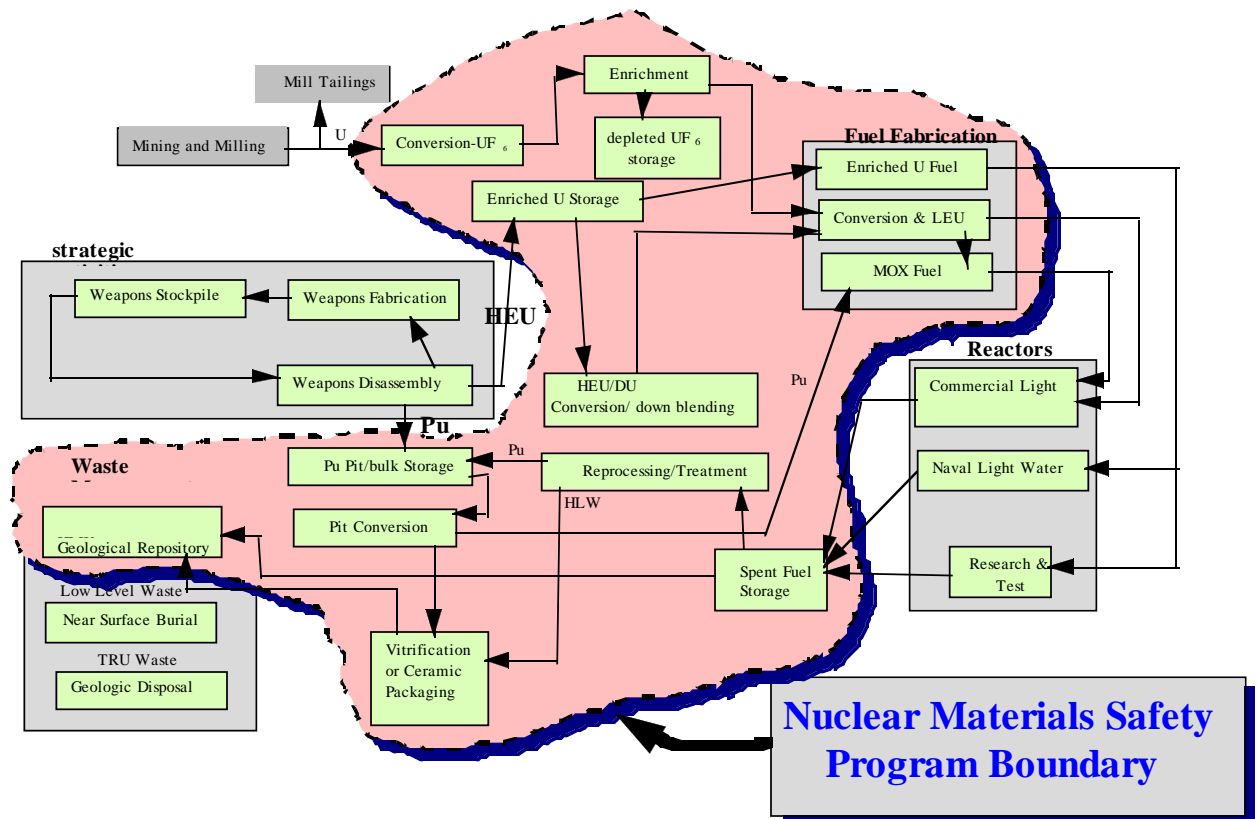 Enrichment
Mill Tailings
U
Mining and Milling
Conversion-UF 6
depleted UF 6
storage
Fuel Fabrication
Enriched U Fuel
Enriched U Storage
Conversion & LEU
MOX Fuel
strategic
Weapons Stockpile
Weapons Fabrication
HEU
Weapons Disassembly
HEU/DU
Conversion/ down blending
Pu
Reactors
Commercial Light
Pu
Waste
Pu Pit/bulk Storage
Pu
Reprocessing/Treatment
Naval Light Water
HLW
Pit Conversion
Geological Repository
Spent Fuel
Storage
Research &
Test
Low Level Waste
Near Surface Burial
TRU Waste
Geologic Disposal
Vitrification
or Ceramic
Packaging
Nuclear Materials Safety
Program Boundary